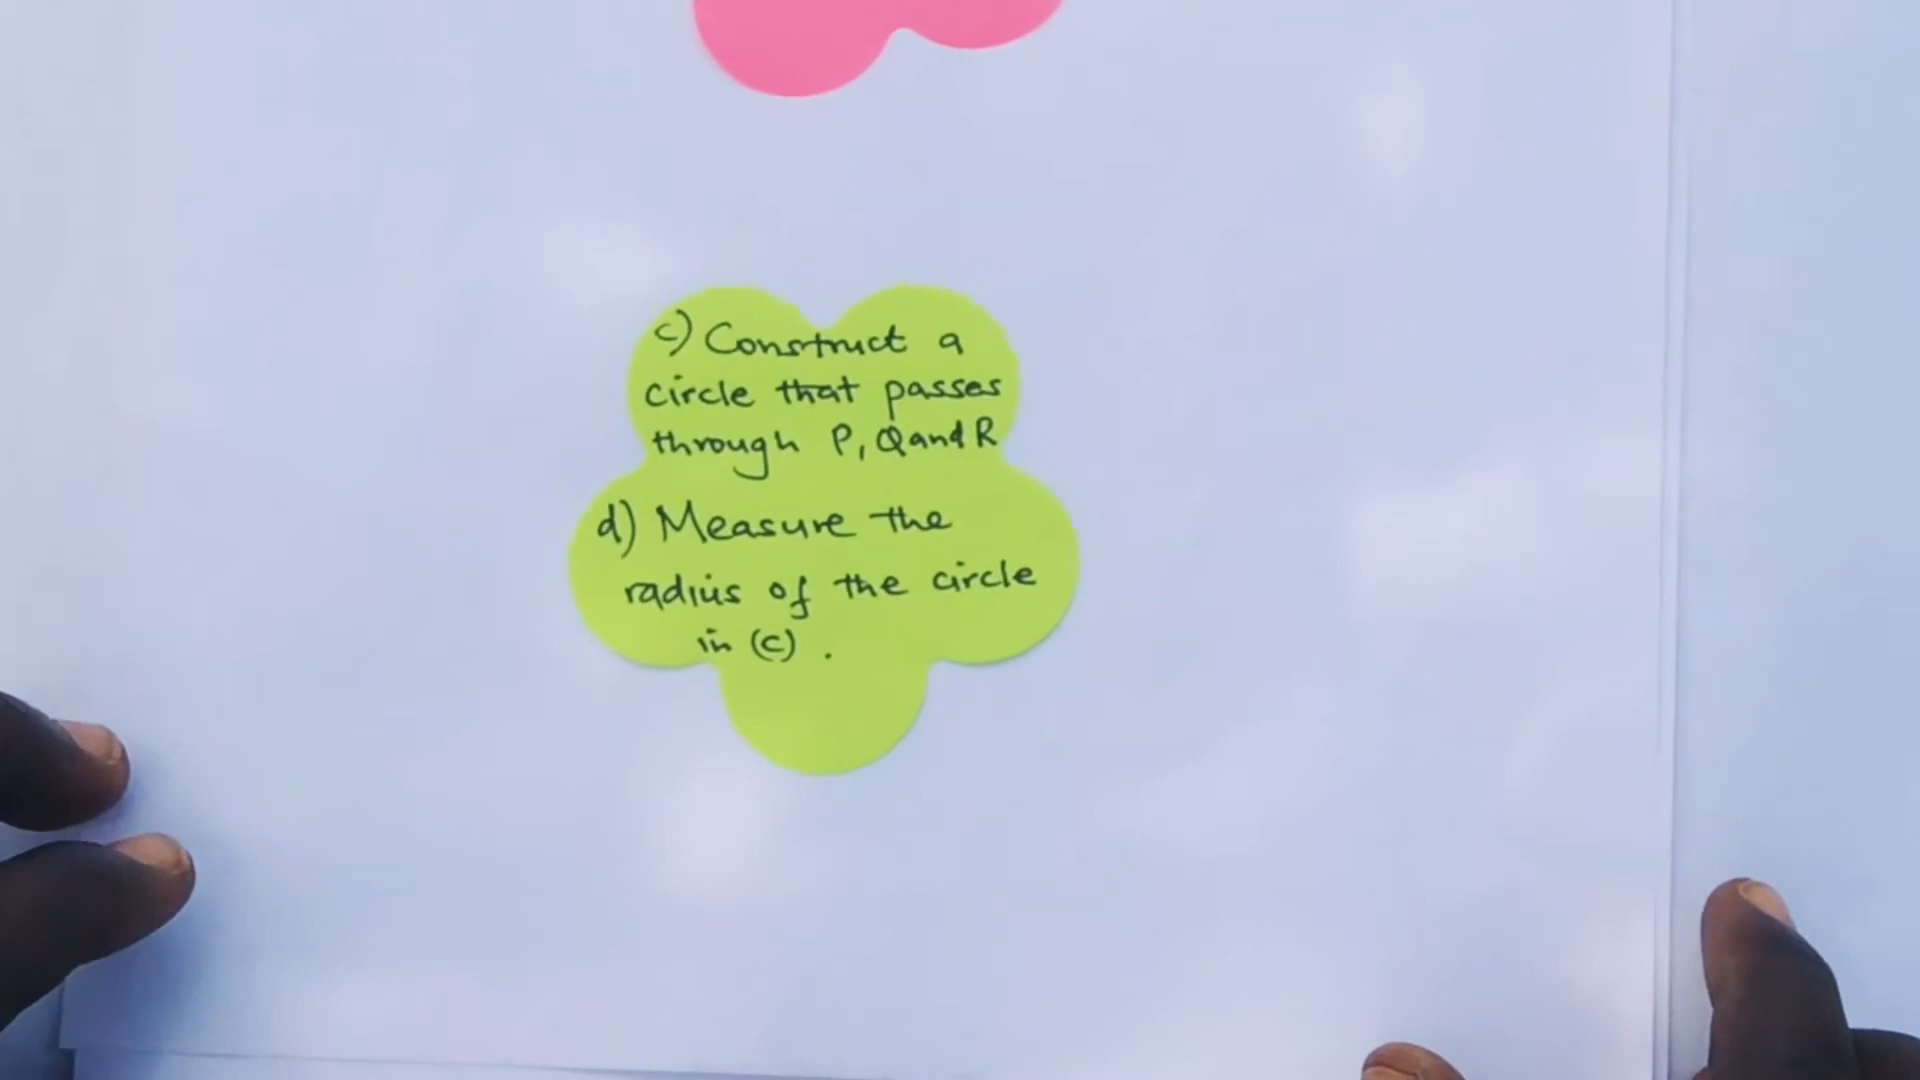 c) Construct a
circle that passes
through P, Q and R
d) Measure the
radius of the circle
in (c) .